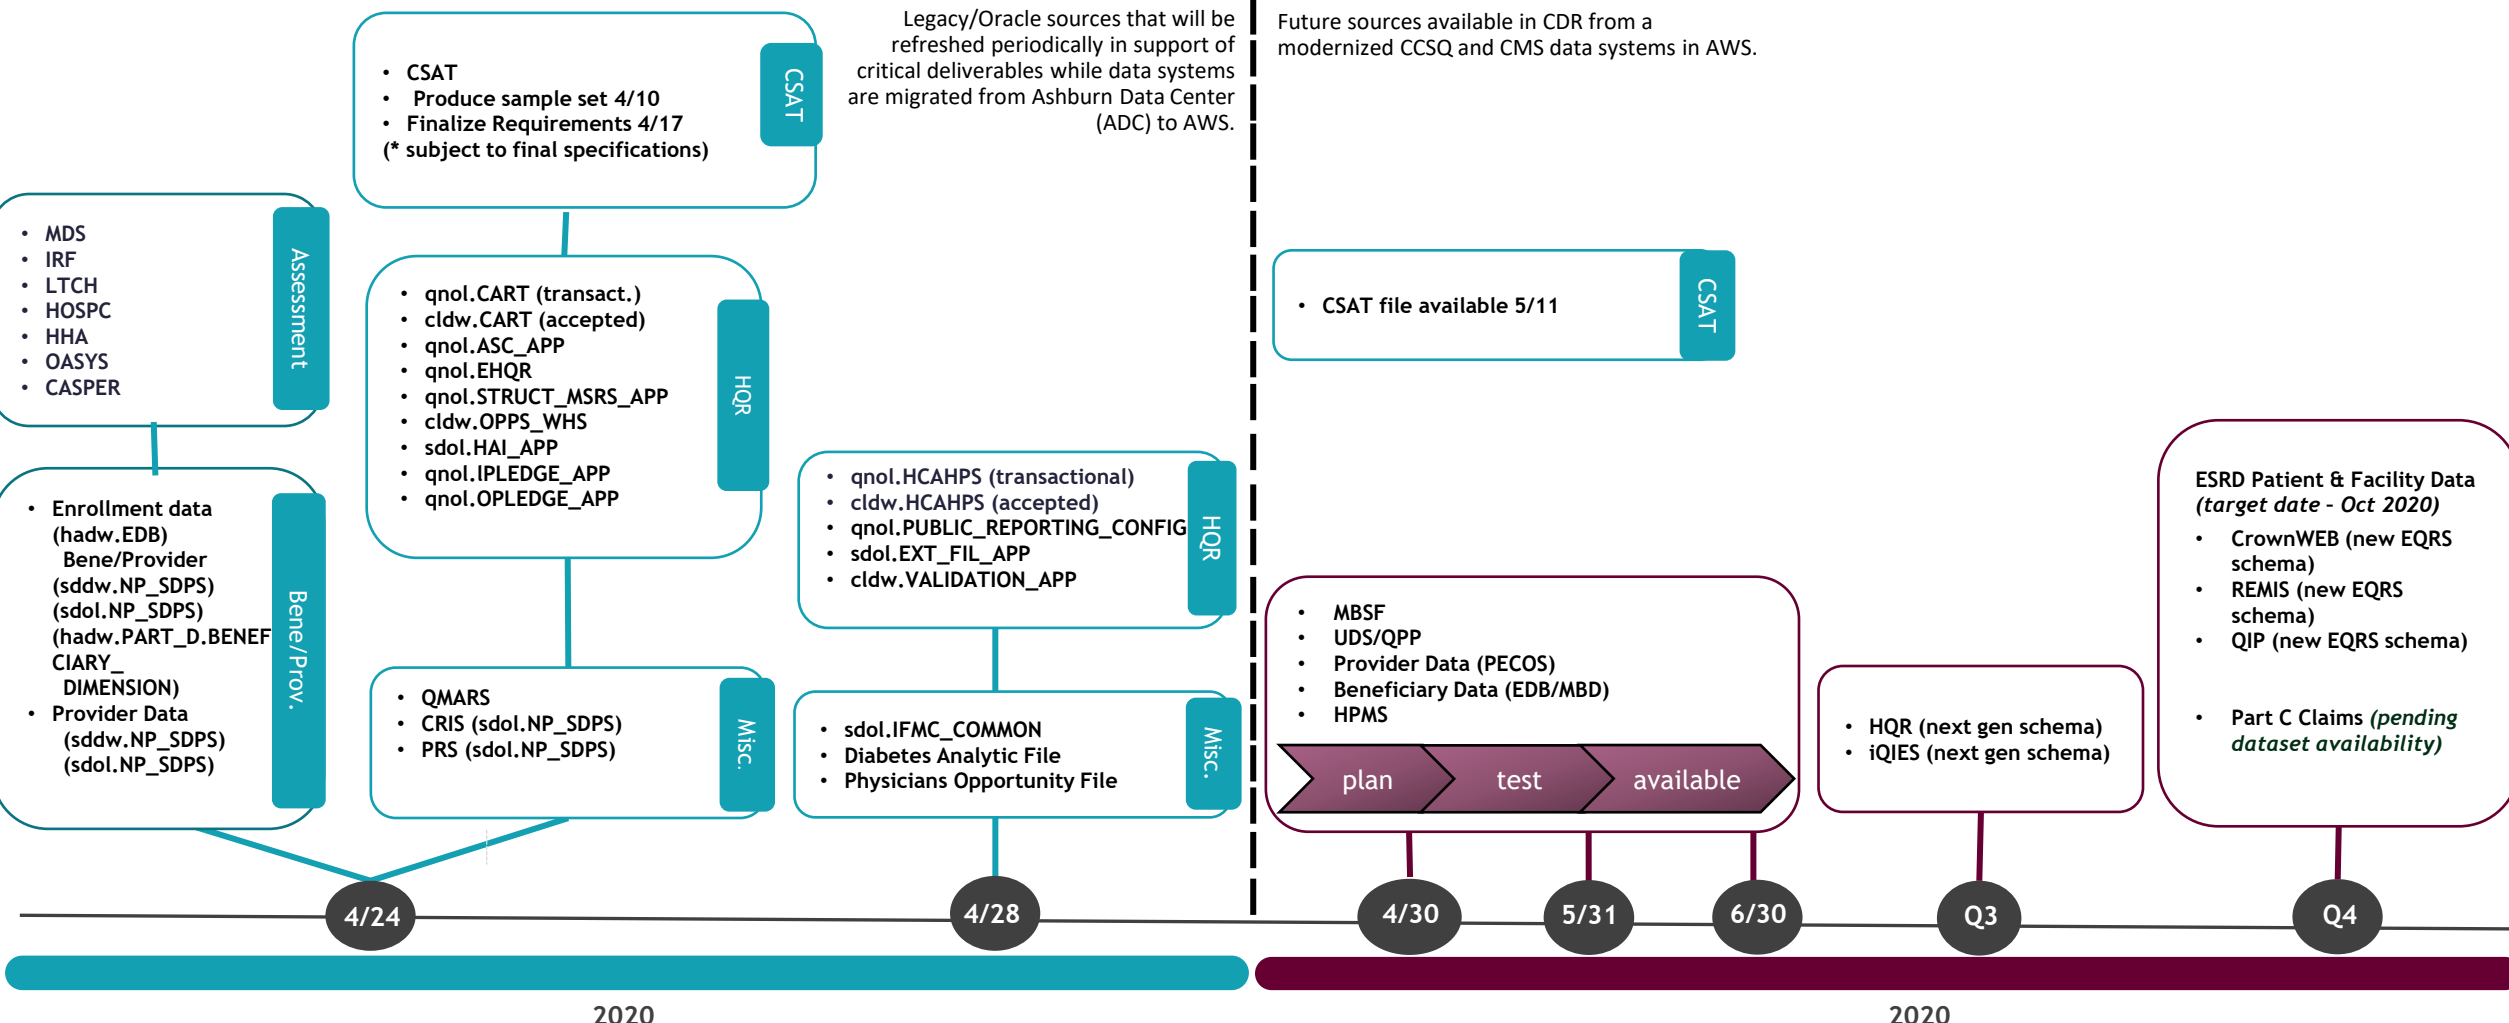 Legacy/Oracle sources that will be
refreshed periodically in support of
critical deliverables while data systems
are migrated from Ashburn Data Center
(ADC) to AWS.
Future sources available in CDR from a
modernized CCSQ and CMS data systems in AWS.
• CSAT
• Produce sample set 4/10
• Finalize Requirements 4/17
(* subject to final specifications)
CSAT
• MDS
• IRF
• LTCH
• HOSPC
• HHA
• OASYS
• CASPER
Assessment
• Enrollment data
(hadw.EDB)
Bene/Provider
(sddw.NP_SDPS)
(sdol.NP_SDPS)
(hadw.PART_D.BENEF
CIARY_
DIMENSION)
• Provider Data
(sddw.NP_SDPS)
(sdol.NP_SDPS)
Bene/Prov.
• qnol.CART (transact.)
• cldw.CART (accepted)
• qnol.ASC_APP
• qnol.EHQR
• qnol.STRUCT_MSRS_APP
• cldw.OPPS_WHS
• sdol.HAI_APP
• qnol.IPLEDGE_APP
• qnol.OPLEDGE_APP
HQR
• QMARS
• CRIS (sdol.NP_SDPS)
• PRS (sdol.NP_SDPS)
Misc.
• qnol.HCAHPS (transactional)
• cldw.HCAHPS (accepted)
• qnol.PUBLIC_REPORTING_CONFIG
• sdol.EXT_FIL_APP
• cldw.VALIDATION_APP
HQR
• sdol.IFMC_COMMON
• Diabetes Analytic File
• Physicians Opportunity File
Misc.
• CSAT file available 5/11
CSAT
• MBSF
• UDS/QPP
• Provider Data (PECOS)
• Beneficiary Data (EDB/MBD)
• HPMS
plan
test
available
• HQR (next gen schema)
• iQIES (next gen schema)
ESRD Patient & Facility Data
(target date – Oct 2020)
• CrownWEB (new EQRS
schema)
• REMIS (new EQRS
schema)
• QIP (new EQRS schema)
• Part C Claims (pending
dataset availability)
4/24
4/28
4/30
5/31
6/30
Q3
Q4
2020
2020